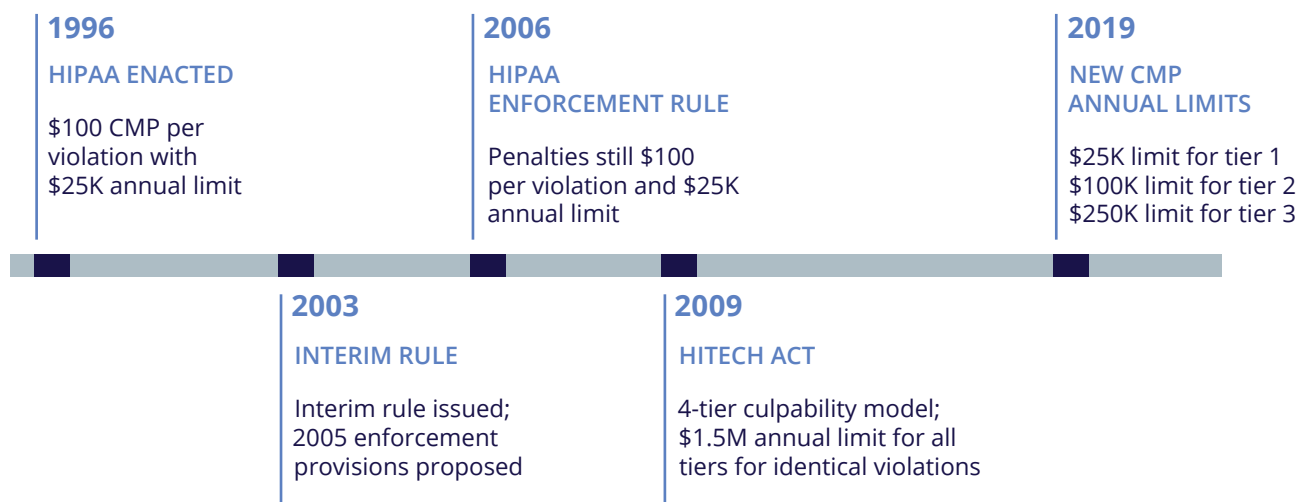 1996
HIPAA ENACTED
$100 CMP per
violation with
$25K annual limit
2003
INTERIM RULE
Interim rule issued;
2005 enforcement
provisions proposed
2006
HIPAA
ENFORCEMENT RULE
Penalties still $100
per violation and $25K
annual limit
2009
HITECH ACT
4-tier culpability model;
$1.5M annual limit for all
tiers for identical violations
2019
NEW CMP
ANNUAL LIMITS
$25K limit for tier 1
$100K limit for tier 2
$250K limit for tier 3